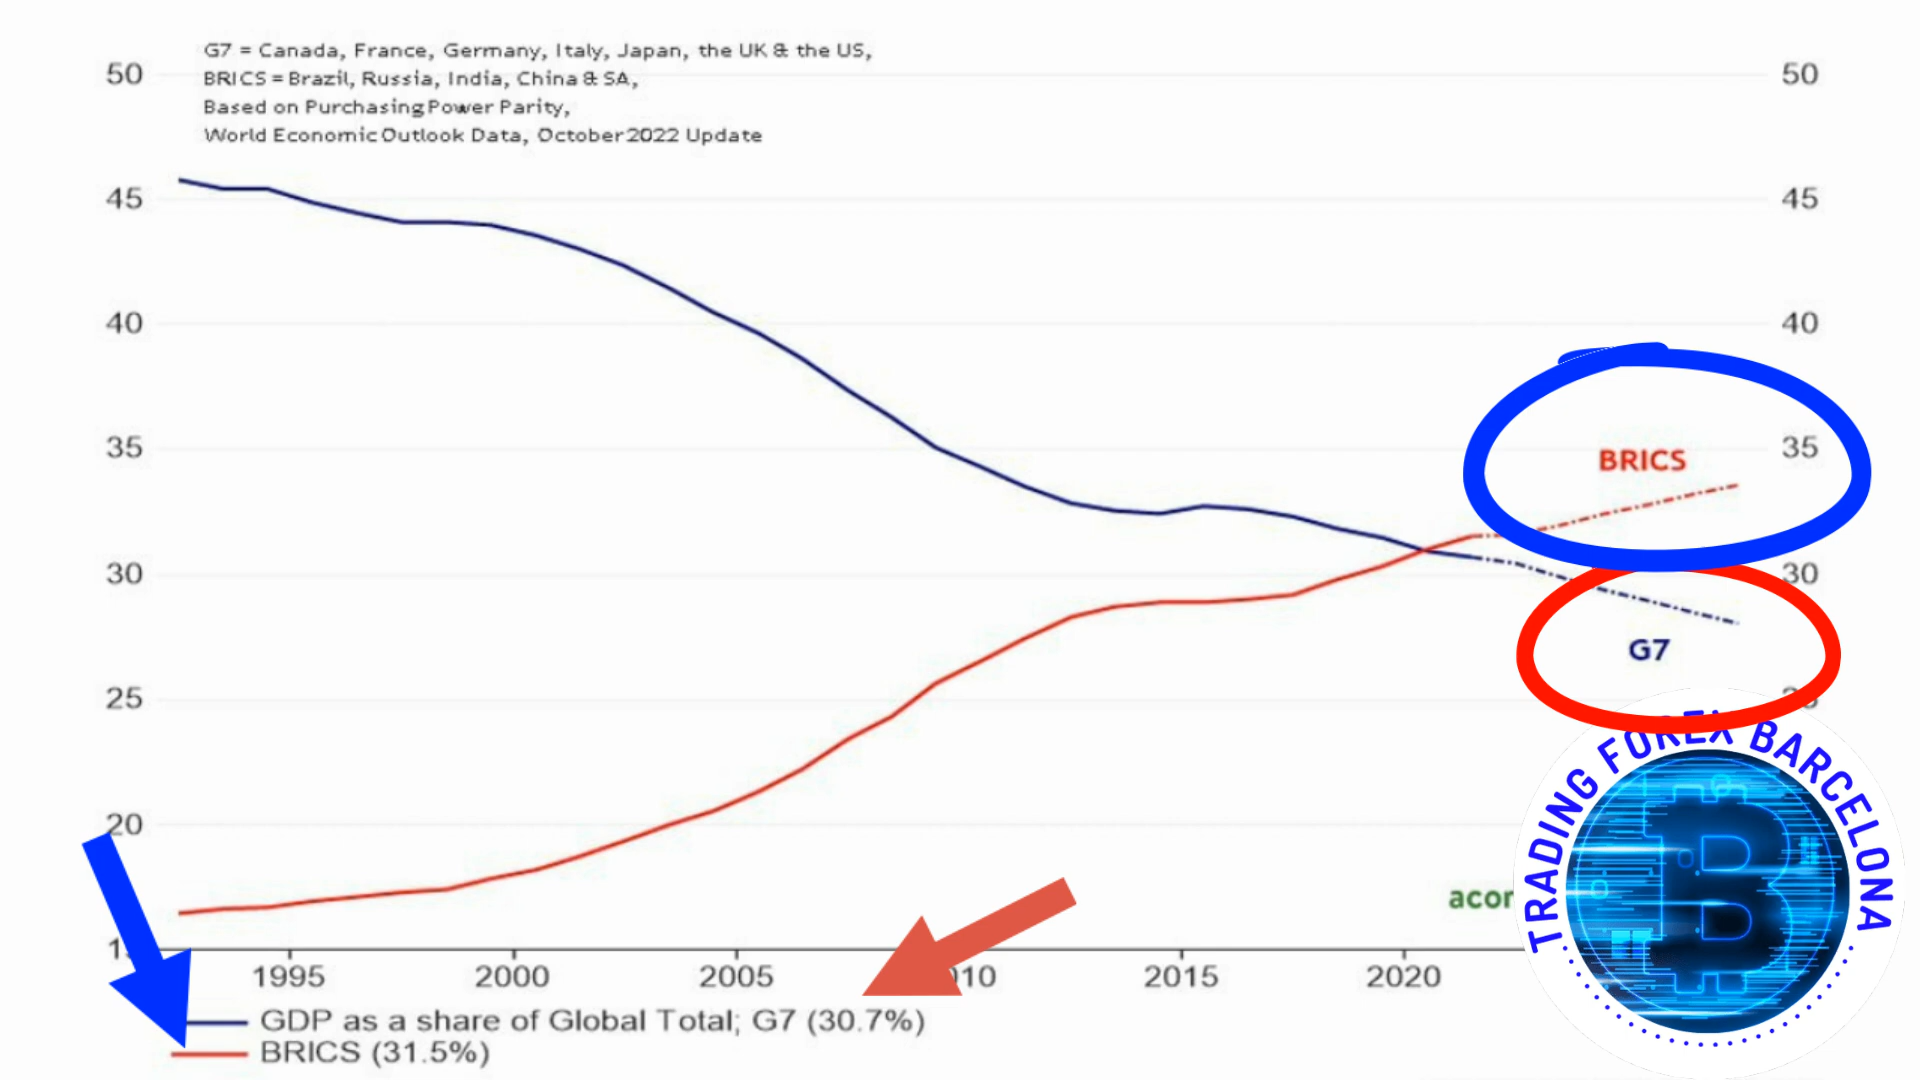 G7 = Canada, France, Germany, Italy, Japan, the UK & the US,
BRICS = Brazil, Russia, India, China & SA,
Based on Purchasing Power Parity,
World Economic Outlook Data, October 2022 Update
50 50
45 45
40 40
35 35
30 30
25
20
BRICS
G7
1995 2000 2005 2015 2020
GDP as a share of Global Total; G7 (30.7%)
BRICS (31.5%)
TRADING FOREX BARCELONA